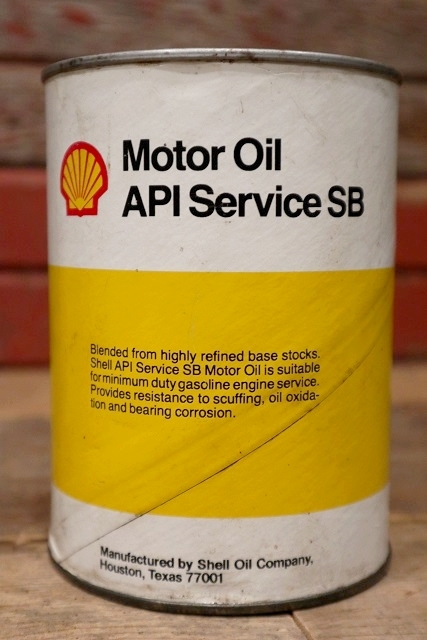 Motor Oil
API Service SB
Blended from highly refined base stocks.
Shell API Service SB Motor Oil is suitable
for minimum duty gasoline engine service.
Provides resistance to scuffing, oil oxida-
tion and bearing corrosion.
Manufactured by Shell Oil Company,
Houston, Texas 77001